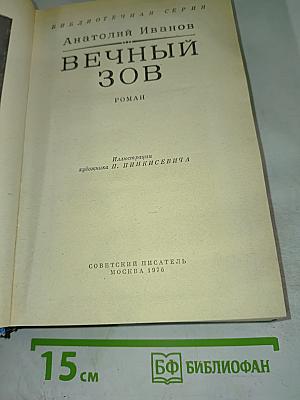 БИБЛИОТЕЧНАЯ СЕРИЯ
Анатолий Иванов
ВЕЧНЫЙ
ЗОВ
РОМАН
Иллюстрации
художника П. ПИНКИСЕВИЧА
СОВЕТСКИЙ ПИСАТЕЛЬ
МОСКВА 1976
15 см
БФ БИБЛИОФАН